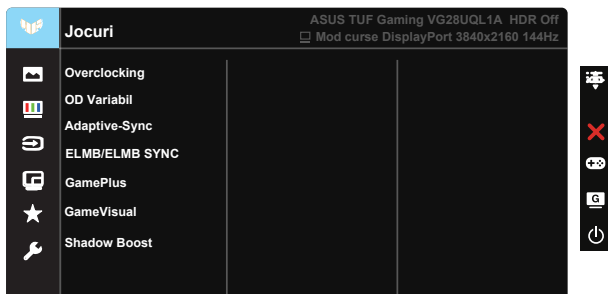 Jocuri
ASUS TUF Gaming VG28UQL1A HDR Off
Mod curse DisplayPort 3840x2160 144Hz
Overclocking
OD Variabil
Adaptive-Sync
ELMB/ELMB SYNC
GamePlus
GameVisual
Shadow Boost
G